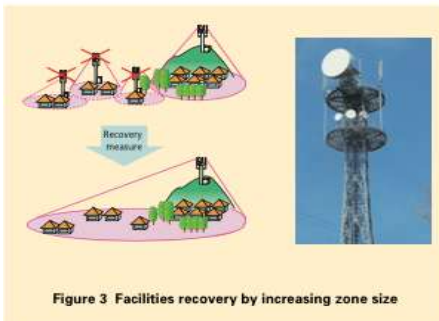 Recovery
measure
Figure 3 Facilities recovery by increasing zone size